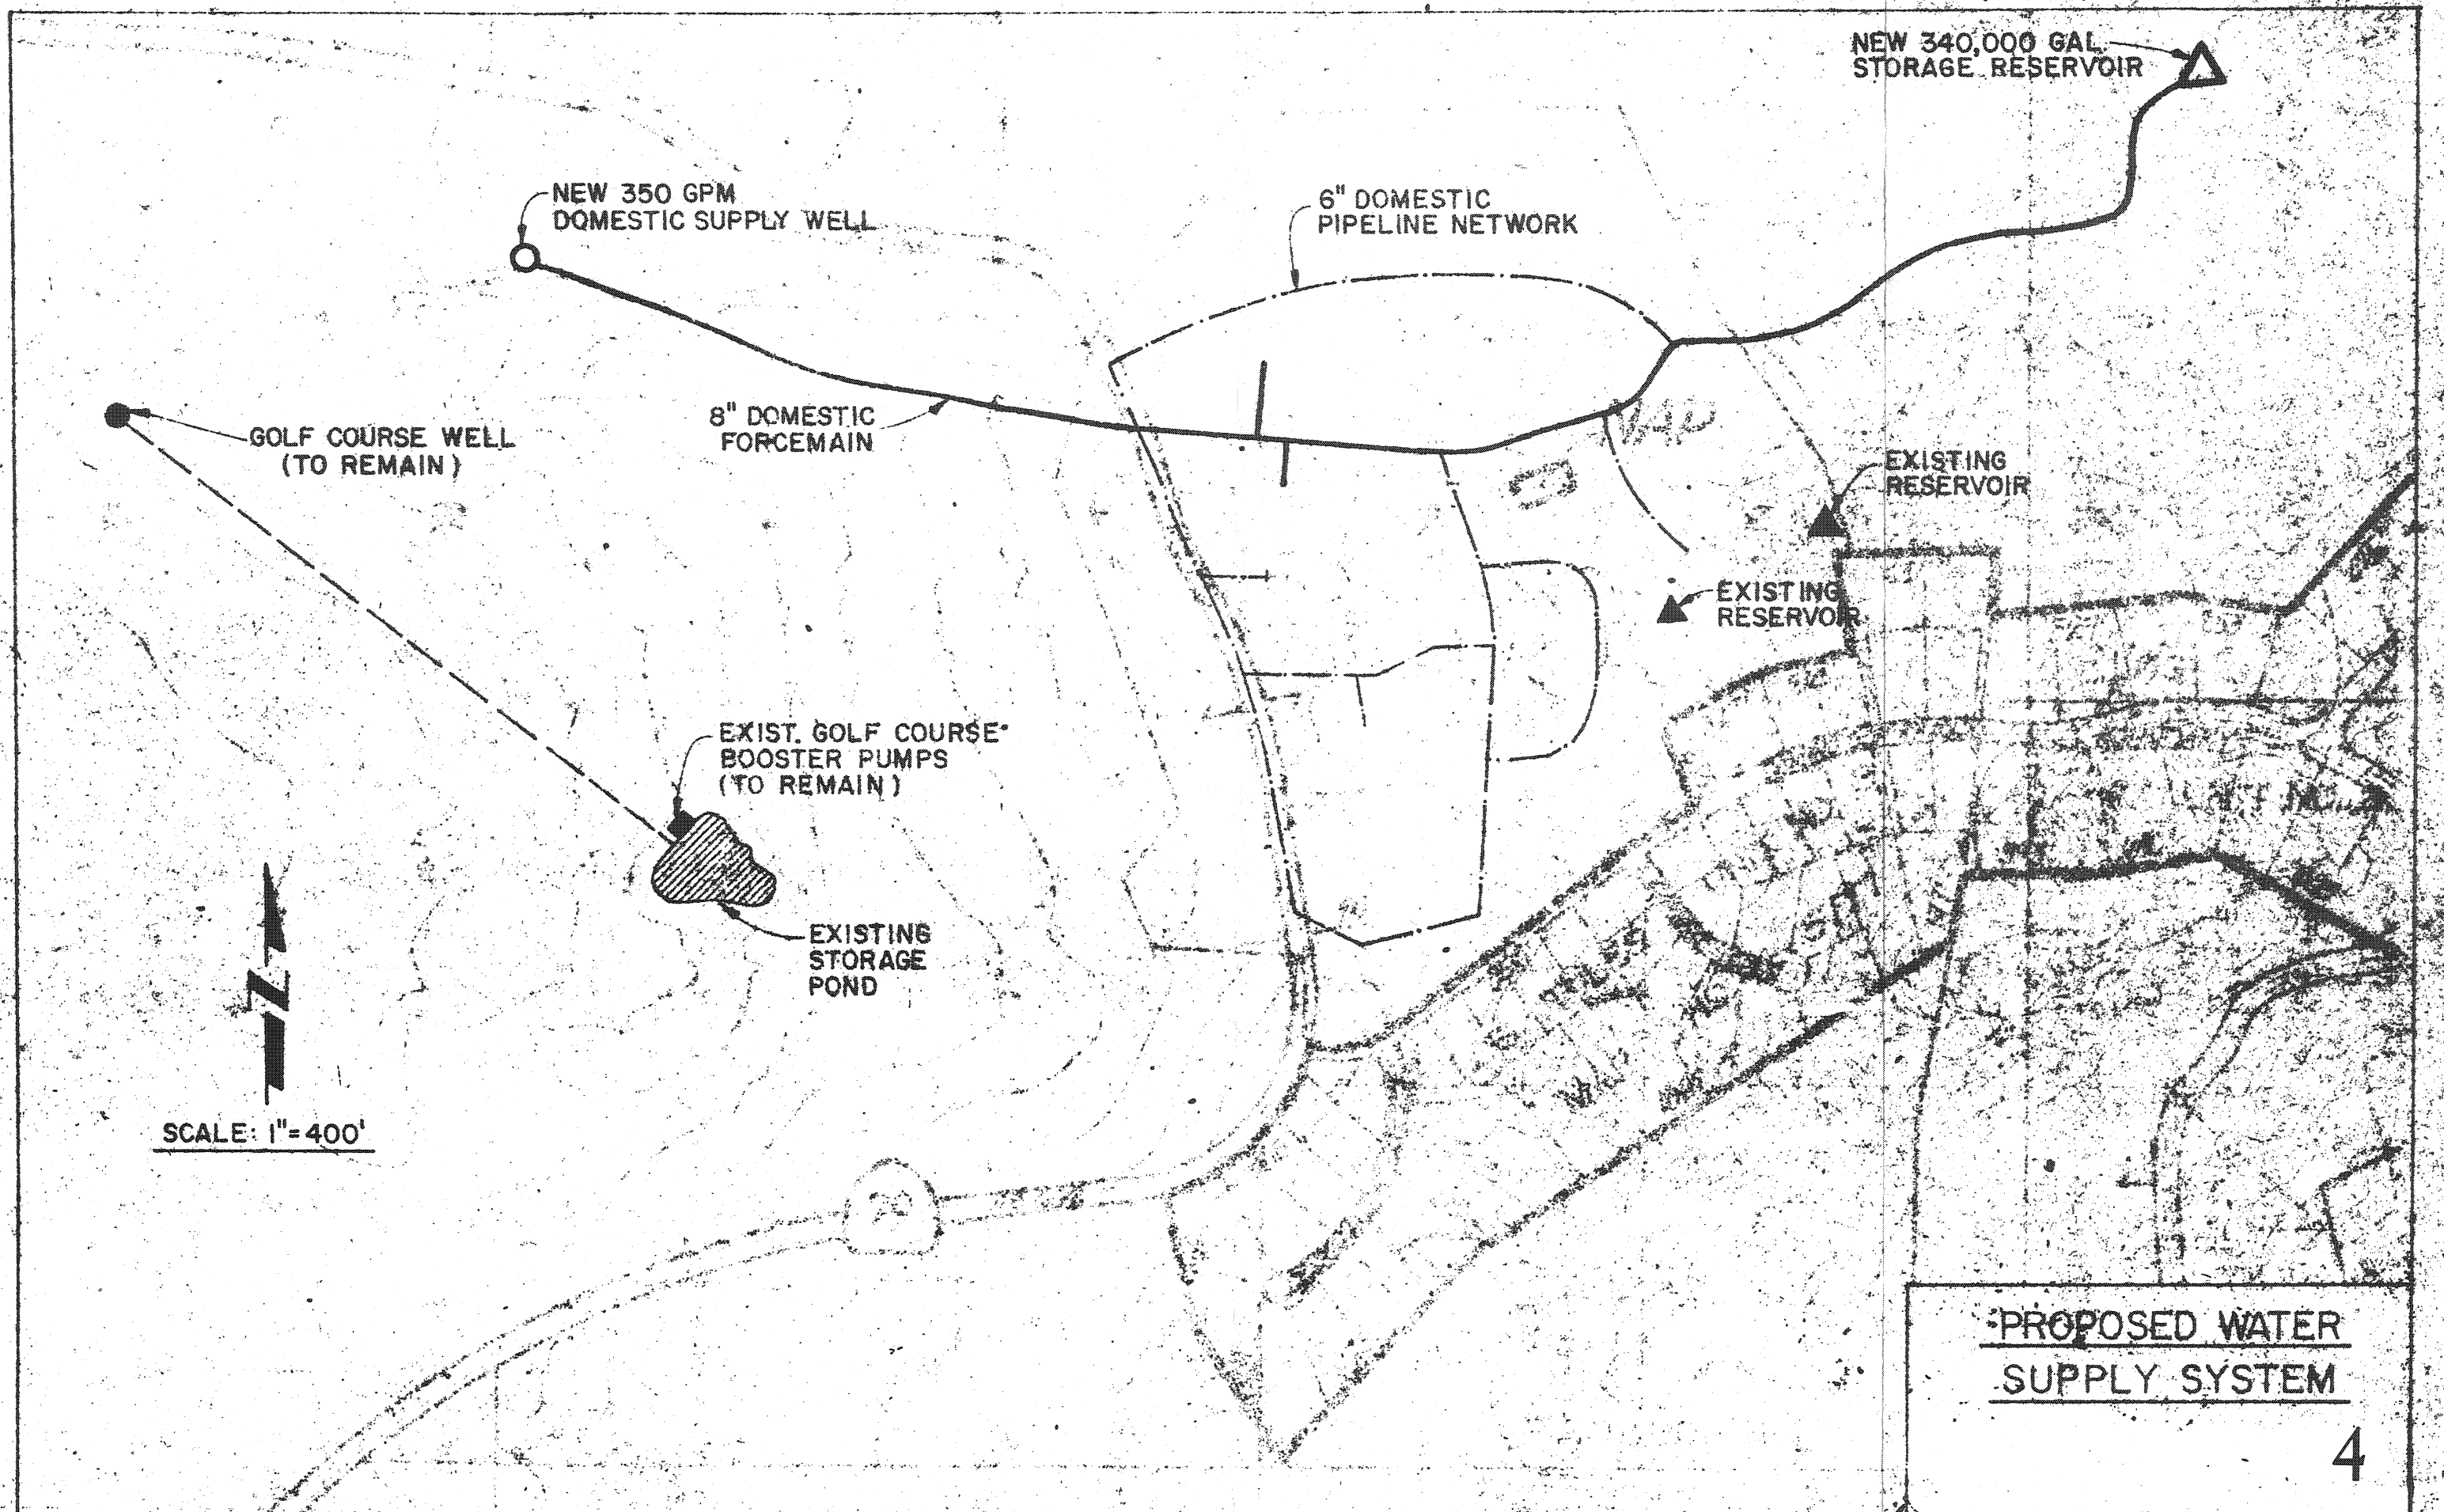 NEW 340,000 GAL.
STORAGE RESERVOIR
NEW 350 GPM
DOMESTIC SUPPLY WELL
6" DOMESTIC
PIPELINE NETWORK
8" DOMESTIC
FORCEMAIN
GOLF COURSE WELL
(TO REMAIN)
NAP
EXISTING
RESERVOIR
EXISTING
RESERVOIR
EXIST. GOLF COURSE
BOOSTER PUMPS
(TO REMAIN)
EXISTING
STORAGE
POND
N
SCALE: 1"=400'
PROPOSED WATER
SUPPLY SYSTEM
4